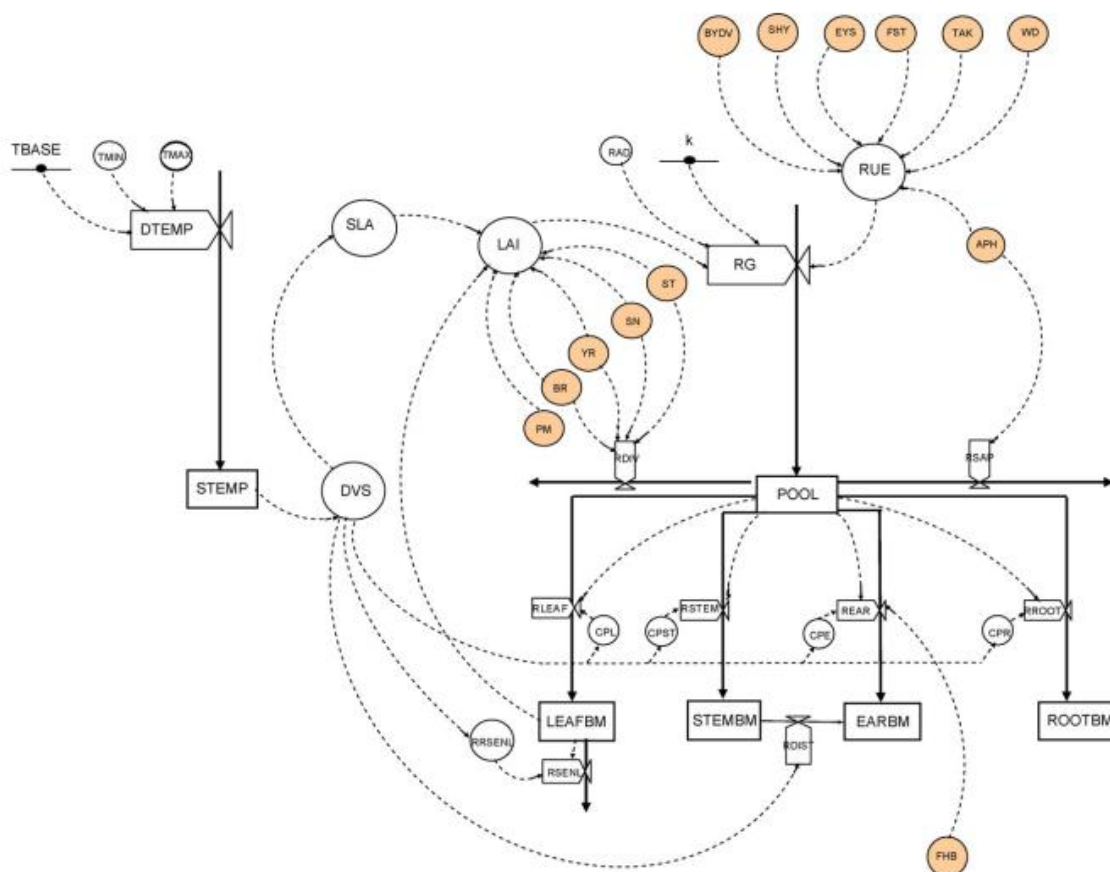 BYDV
SHY
EYS
FST
TAK
WD
TBASE
TMIN
TMAX
RAD
k
RUE
DTEMP
SLA
LAI
RG
APH
ST
SN
YR
BR
PM
RDIV
RSAP
STEMP
DVS
POOL
RLEAF
CPL
CPST
RSTEM
CPE
REAR
CPR
RROOT
LEAFBM
STEMBM
EARBM
ROOTBM
RRSENL
RSENL
RDIST
FHB